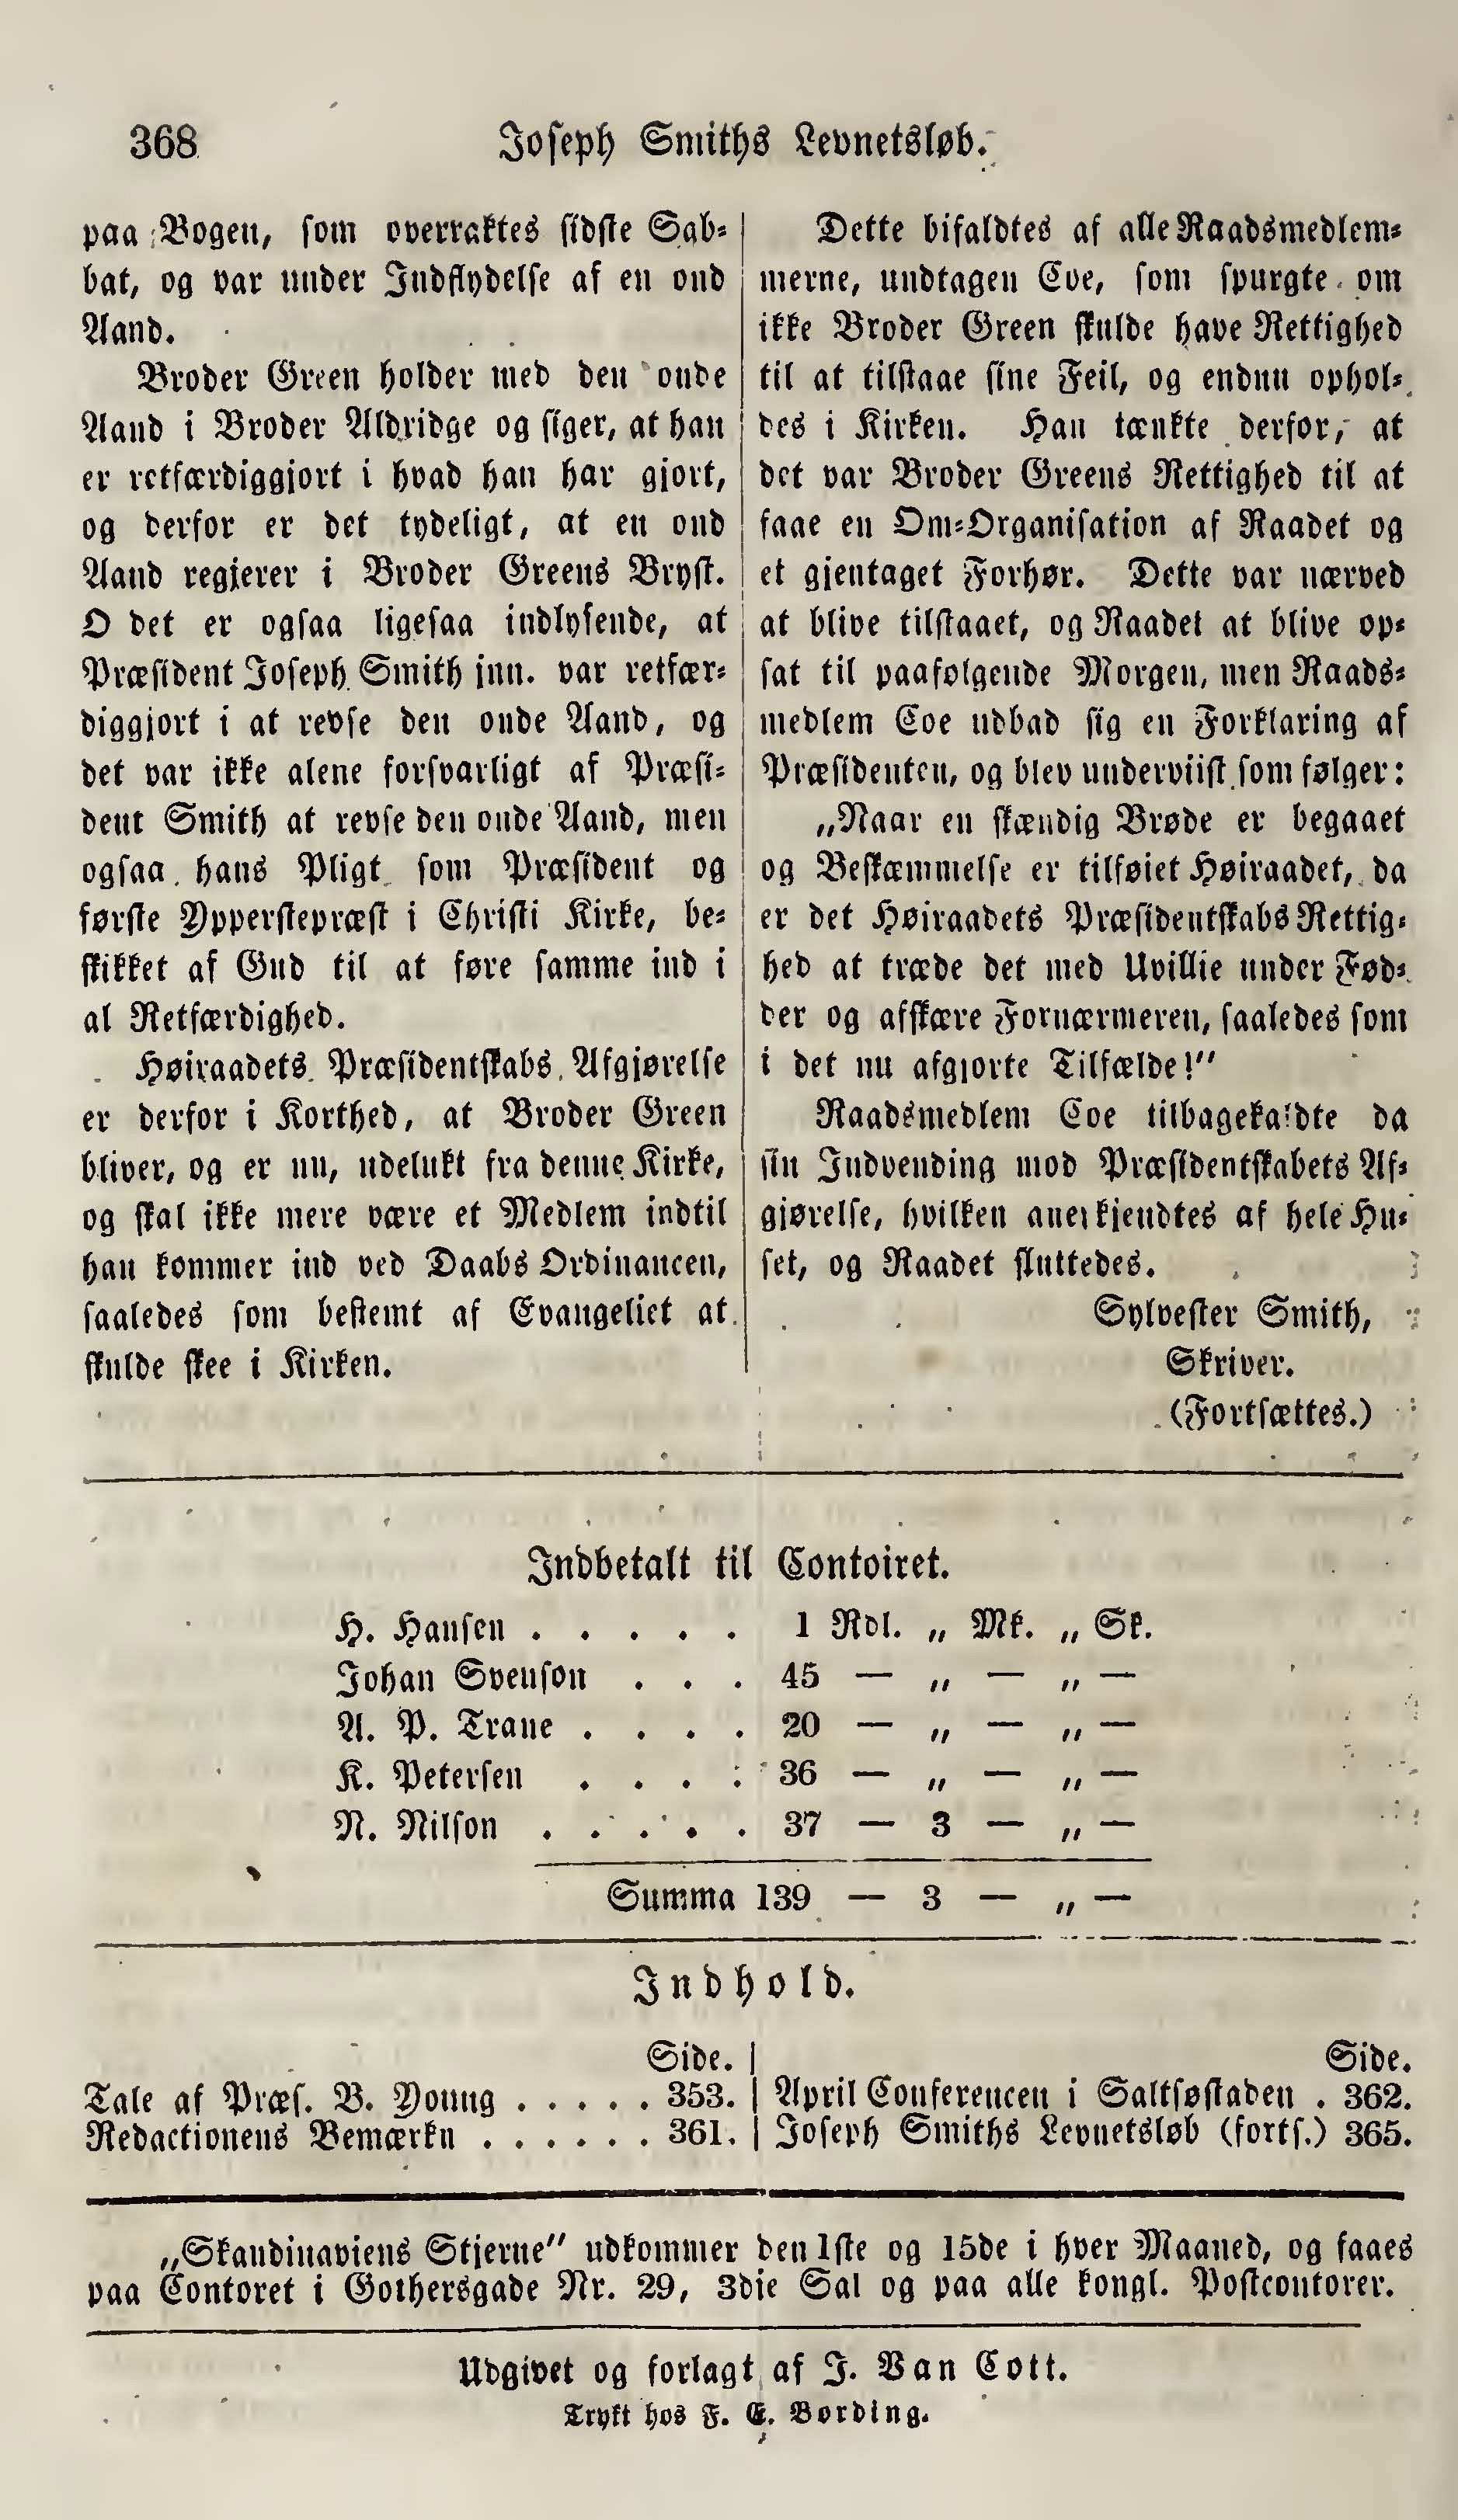 368
Joseph Smiths Levnetsløb.
paa Bogen, som overraktes sidste Sab-
bat, og var under Indflydelse af en ond
Aand.
Broder Green holder med den onde
Aand i Broder Aldridge og siger, at han
er retfærdiggjort i hvad han har gjort,
og derfor er det tydeligt, at en ond
Aand regjerer i Broder Greens Bryst.
O det er ogsaa ligesaa indlysende, at
Præsident Joseph Smith jun. var retfær-
diggjort i at revse den onde Aand, og
det var ikke alene forsvarligt af Præsi-
dent Smith at revse den onde Aand, men
ogsaa hans Pligt som Præsident og
første Ypperstepræst i Christi Kirke, be-
skikket af Gud til at føre samme ind i
al Retfærdighed.
Høiraadets Præsidentskabs Afgjørelse
er derfor i Korthed, at Broder Green
bliver, og er nu, udelukt fra denne Kirke,
og skal ikke mere være et Medlem indtil
han kommer ind ved Daabs Ordinancen,
saaledes som bestemt af Evangeliet at
skulde skee i Kirken.
Dette bifaldtes af alle Raadsmedlem-
merne, undtagen Coe, som spurgte om
ikke Broder Green skulde have Rettighed
til at tilstaae sine Feil, og endnu ophol-
des i Kirken. Han tænkte derfor, at
det var Broder Greens Rettighed til at
faae en Om-Organisation af Raadet og
et gjentaget Forhør. Dette var nærved
at blive tilstaaet, og Raadet at blive op-
sat til paafølgende Morgen, men Raads-
medlem Coe udbad sig en Forklaring af
Præsidenten, og blev underviist som følger:
„Naar en skændig Brøde er begaaet
og Beskæmmelse er tilføiet Høiraadet, da
er det Høiraadets Præsidentskabs Rettig-
hed at træde det med Uvillie under Fød-
der og affkære Fornærmeren, saaledes som
i det nu afgjorte Tilfælde!”
Raadsmedlem Coe tilbagekaldte da
sin Indvending mod Præsidentskabets Af-
gjørelse, hvilken anerkjendtes af hele Hu-
set, og Raadet sluttedes.
Sylvester Smith,
Skriver.
(Fortsættes.)
Indbetalt til Contoiret.
H. Hansen . . . . . 1 Rdl. „ Mk. „ Sk.
Johan Svenson . . . 45 — „ — „ —
A. P. Trane . . . . 20 — „ — „ —
K. Petersen . . . . 36 — „ — „ —
N. Nilson . . . . . 37 — 3 — „ —
Summa 139 — 3 — „ —
Indhold.
Side. | Side.
Tale af Præs. B. Young . . . . . 353. | April Conferencen i Saltsøstaden . 362.
Redactionens Bemærkn . . . . . . 361. | Joseph Smiths Levnetsløb (forts.) 365.
„Skandinaviens Stjerne” udkommer den 1ste og 15de i hver Maaned, og faaes
paa Contoret i Gothersgade Nr. 29, 3die Sal og paa alle kongl. Postcontorer.
Udgivet og forlagt af J. Van Cott.
Trykt hos F. E. Bording.